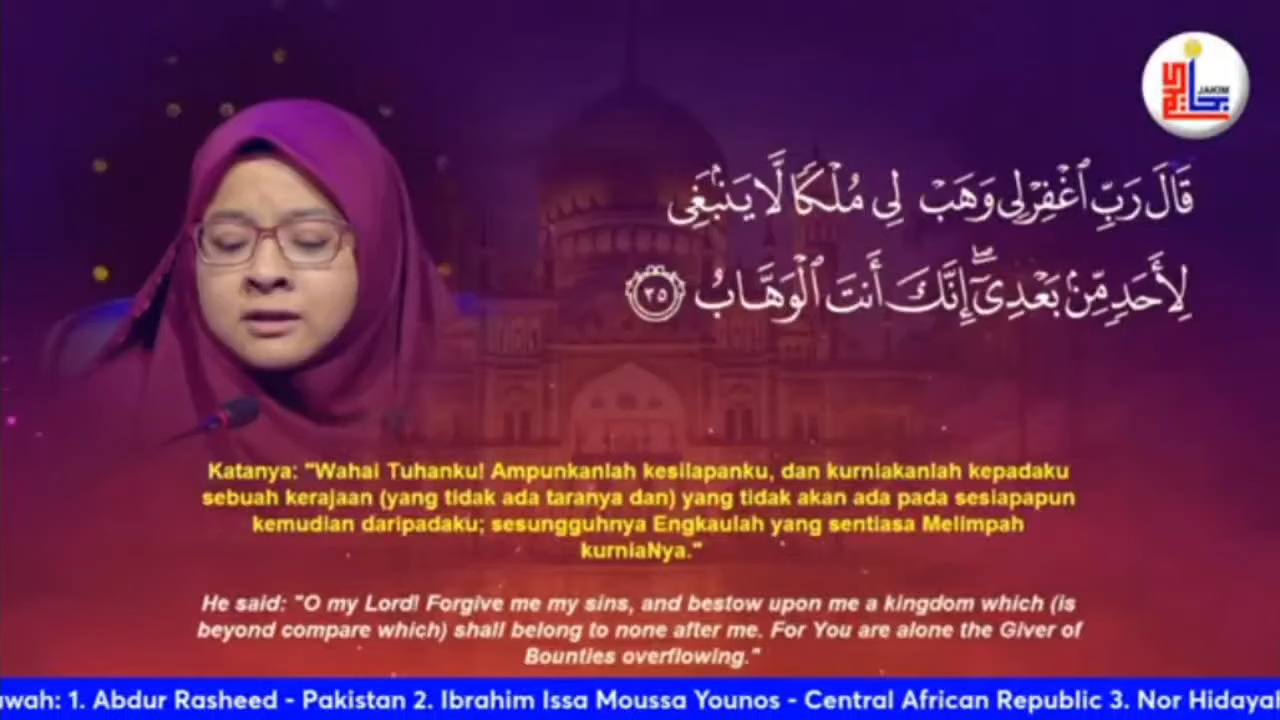 JAKIM
قَالَ رَبِّ ٱغْفِرْ لِى وَهَبْ لِى مُلْكًا لَّا يَنۢبَغِى
لِأَحَدٍ مِّنۢ بَعْدِىٓ ۖ إِنَّكَ أَنتَ ٱلْوَهَّابُ ٣٥
Katanya: "Wahai Tuhanku! Ampunkanlah kesilapanku, dan kurniakanlah kepadaku
sebuah kerajaan (yang tidak ada taranya dan) yang tidak akan ada pada sesiapapun
kemudian daripadaku; sesungguhnya Engkaulah yang sentiasa Melimpah
kurniaNya."
He said: "O my Lord! Forgive me my sins, and bestow upon me a kingdom which (is
beyond compare which) shall belong to none after me. For You are alone the Giver of
Bounties overflowing."
awah: 1. Abdur Rasheed - Pakistan 2. Ibrahim Issa Moussa Younos - Central African Republic 3. Nor Hidayah